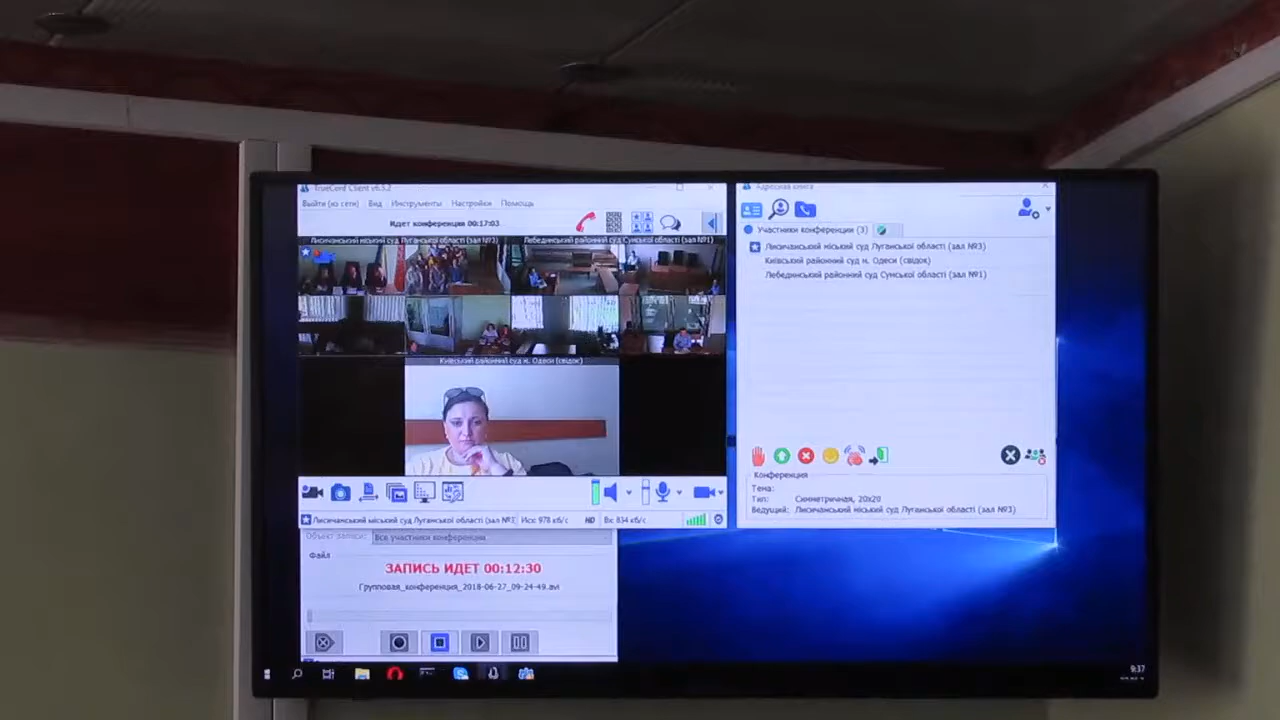 TrueConf Client v6.5.2
Выйти (из сети) Вид Инструменты Настройки Помощь
Идет конференция 00:17:03
Лисичанський міський суд Луганської області (зал №3)
Лебединський районний суд Сумської області (зал №1)
Київський районний суд м. Одеси (свідок)
Лисичанський міський суд Луганської області (зал №3
Исх: 978 кб/с
HD
Вх: 834 кб/с
Адресная книга
Участники конференции (3)
Лисичанський міський суд Луганської області (зал №3)
Київський районний суд м. Одеси (свідок)
Лебединський районний суд Сумської області (зал №1)
Конференция
Тема:
Тип: Симметричная, 20x20
Ведущий: Лисичанський міський суд Луганської області (зал №3)
Объект записи: Все участники конференции
Файл
ЗАПИСЬ ИДЕТ 00:12:30
Групповая_конференция_2018-06-27_09-24-49.avi
9:37